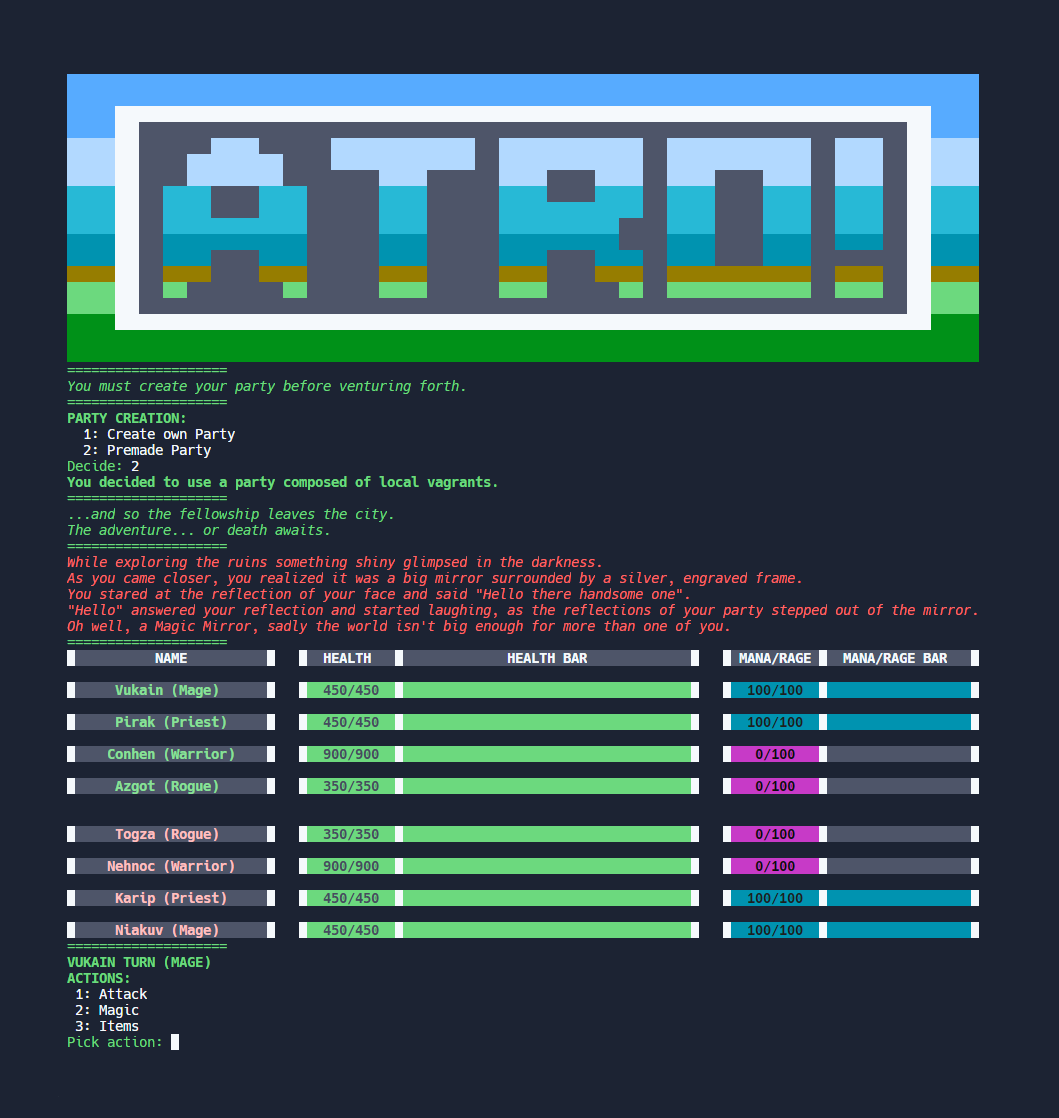 ATRO!
====================
You must create your party before venturing forth.
====================
PARTY CREATION:
1: Create own Party
2: Premade Party
Decide: 2
You decided to use a party composed of local vagrants.
====================
...and so the fellowship leaves the city.
The adventure... or death awaits.
====================
While exploring the ruins something shiny glimpsed in the darkness.
As you came closer, you realized it was a big mirror surrounded by a silver, engraved frame.
You stared at the reflection of your face and said "Hello there handsome one".
"Hello" answered your reflection and started laughing, as the reflections of your party stepped out of the mirror.
Oh well, a Magic Mirror, sadly the world isn't big enough for more than one of you.
====================
NAME HEALTH HEALTH BAR MANA/RAGE MANA/RAGE BAR
Vukain (Mage) 450/450 100/100
Pirak (Priest) 450/450 100/100
Conhen (Warrior) 900/900 0/100
Azgot (Rogue) 350/350 0/100
Togza (Rogue) 350/350 0/100
Nehnoc (Warrior) 900/900 0/100
Karip (Priest) 450/450 100/100
Niakuv (Mage) 450/450 100/100
====================
VUKAIN TURN (MAGE)
ACTIONS:
1: Attack
2: Magic
3: Items
Pick action: